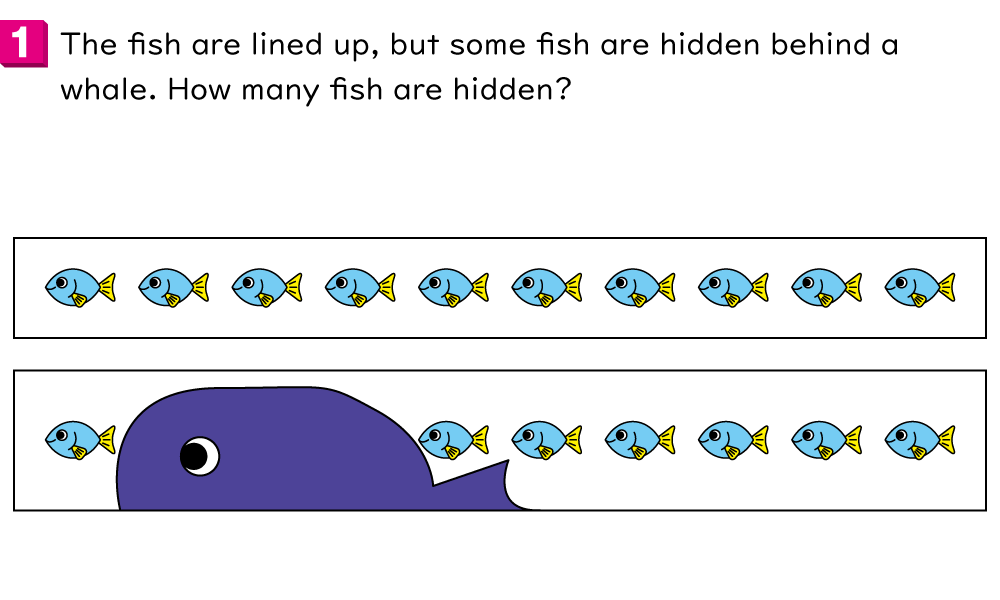 1 The fish are lined up, but some fish are hidden behind a
whale. How many fish are hidden?